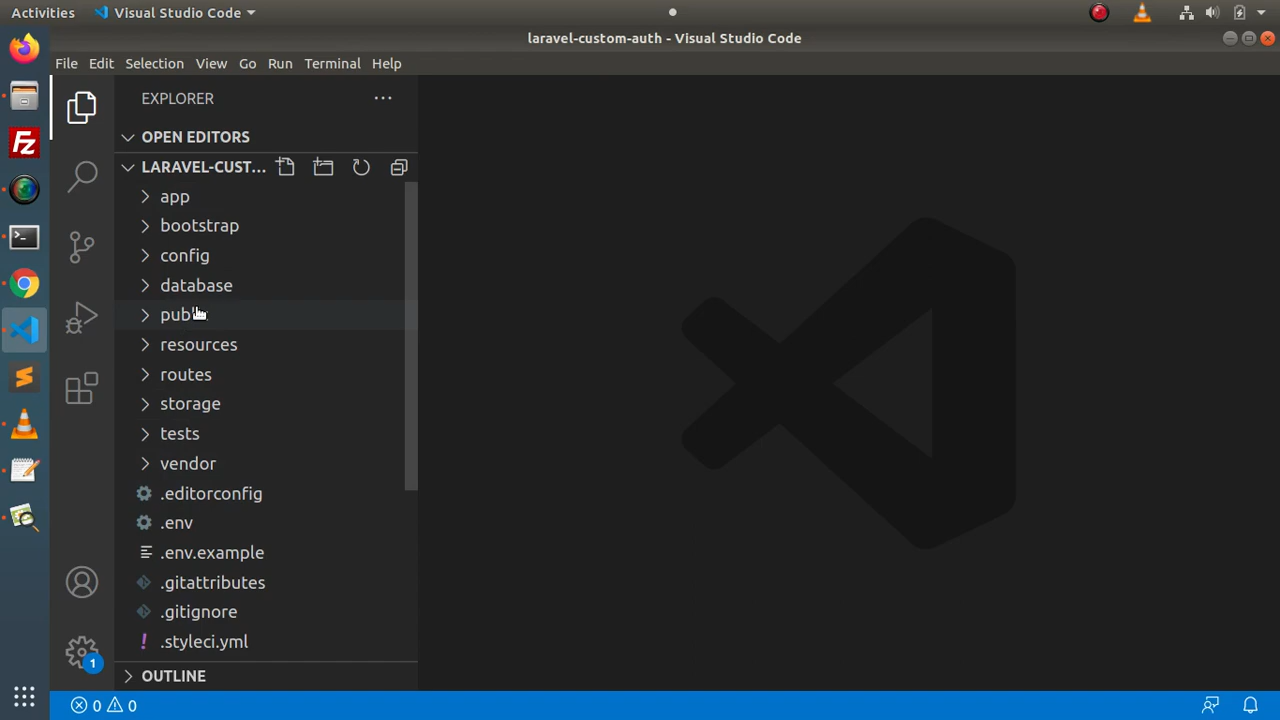 Activities Visual Studio Code
laravel-custom-auth - Visual Studio Code
File Edit Selection View Go Run Terminal Help
EXPLORER
OPEN EDITORS
LARAVEL-CUST...
app
bootstrap
config
database
resources
routes
storage
tests
vendor
.editorconfig
.env
.env.example
.gitattributes
.gitignore
.styleci.yml
OUTLINE
1
0 0